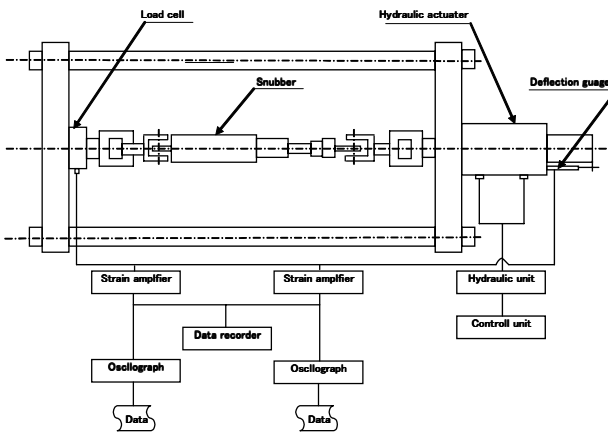 Load cell
Hydraulic actuater
Snubber
Deflection guage
Strain amplfier
Strain amplfier
Hydraulic unit
Data recorder
Controll unit
Oscllograph
Oscllograph
Data
Data